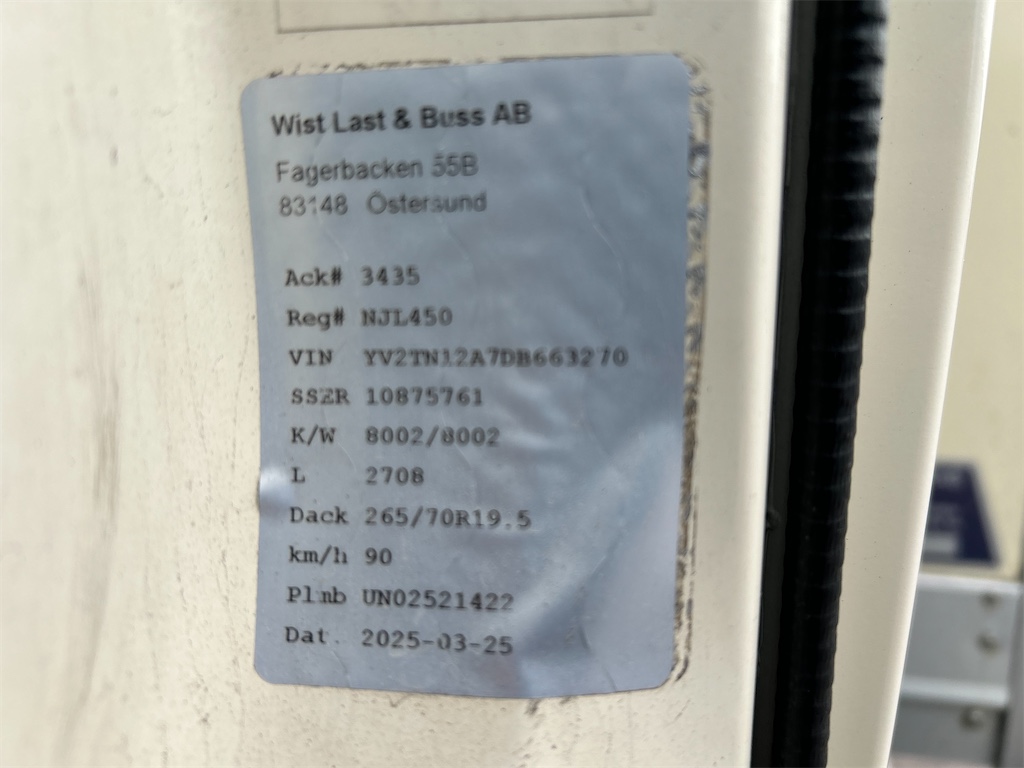 Wist Last & Buss AB
Fagerbacken 55B
83148 Östersund
Ack# 3435
Reg# NJL450
VIN YV2TN12A7DB663270
SSER 10875761
K/W 8002/8002
L 2708
Dack 265/70R19.5
km/h 90
Plmb UN02521422
Dat. 2025-03-25